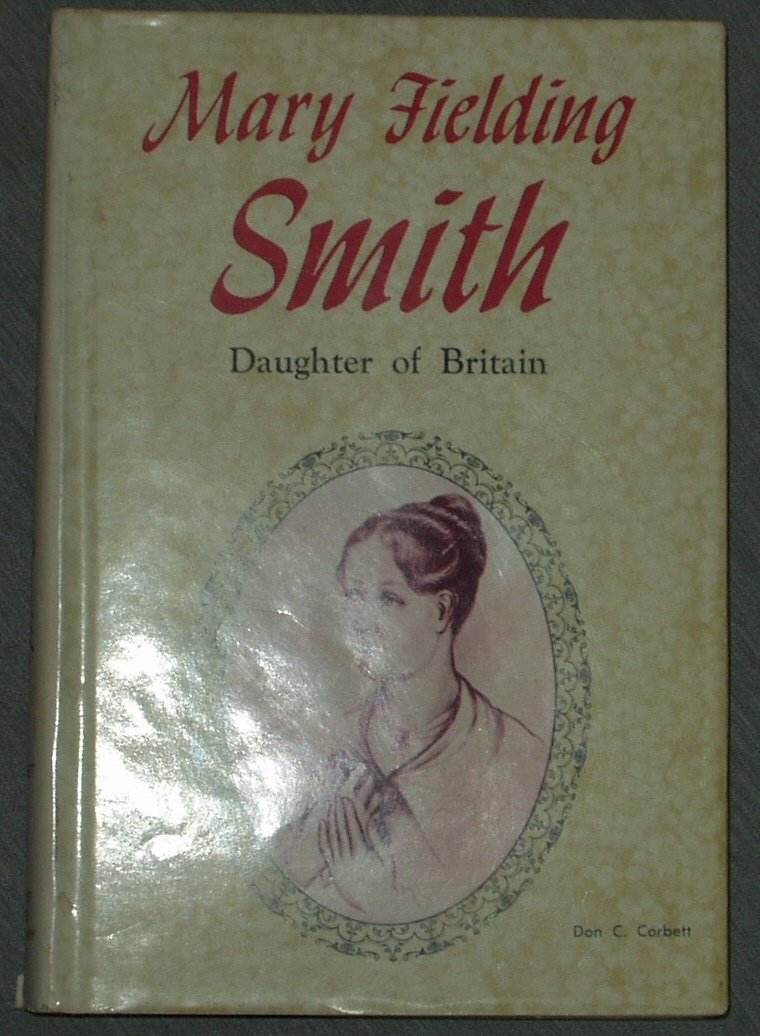 Mary Fielding
Smith
Daughter of Britain
Don C. Corbett